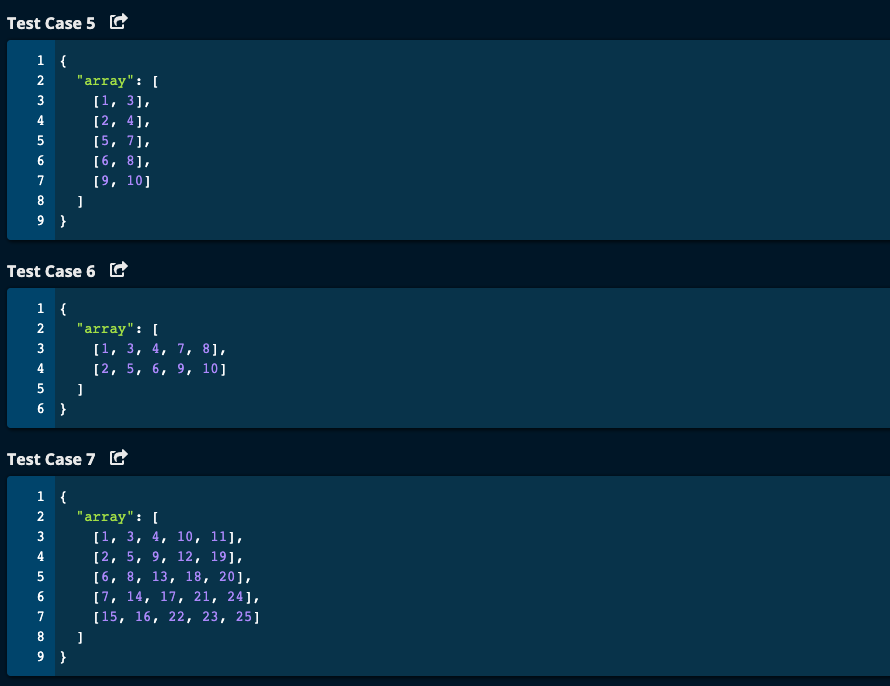 Test Case 5
1 {
2 "array": [
3 [1, 3],
4 [2, 4],
5 [5, 7],
6 [6, 8],
7 [9, 10]
8 ]
9 }
Test Case 6
1 {
2 "array": [
3 [1, 3, 4, 7, 8],
4 [2, 5, 6, 9, 10]
5 ]
6 }
Test Case 7
1 {
2 "array": [
3 [1, 3, 4, 10, 11],
4 [2, 5, 9, 12, 19],
5 [6, 8, 13, 18, 20],
6 [7, 14, 17, 21, 24],
7 [15, 16, 22, 23, 25]
8 ]
9 }